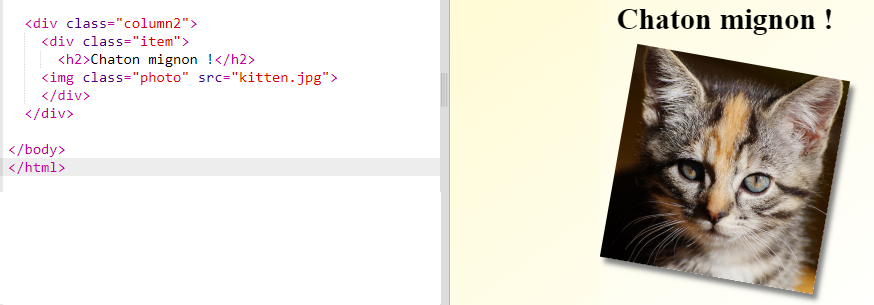 <div class="column2">
<div class="item">
<h2>Chaton mignon !</h2>
<img class="photo" src="kitten.jpg">
</div>
</div>
</body>
</html>
Chaton mignon !